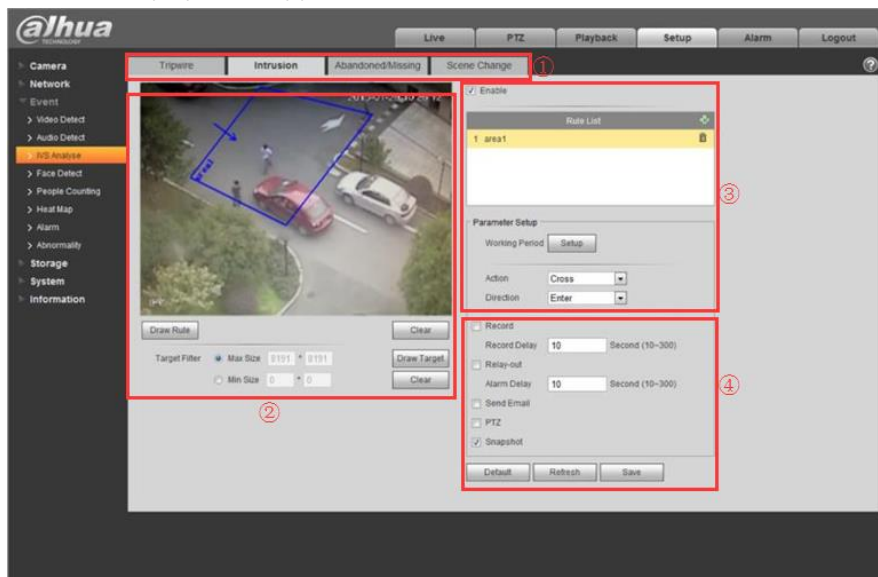 alhua
TECHNOLOGY
Live PTZ Playback Setup Alarm Logout
Camera
Network
Event
Video Detect
Audio Detect
IVS Analyse
Face Detect
People Counting
Heat Map
Alarm
Abnormality
Storage
System
Information
Tripwire Intrusion Abandoned/Missing Scene Change
①
area1
Draw Rule Clear
Target Filter Max Size 8191 * 8191 Draw Target
Min Size 0 * 0 Clear
②
Enable
Rule List
1 area1
Parameter Setup
Working Period Setup
Action Cross
Direction Enter
③
Record
Record Delay 10 Second (10~300)
Relay-out
Alarm Delay 10 Second (10~300)
Send Email
PTZ
Snapshot
Default Refresh Save
④